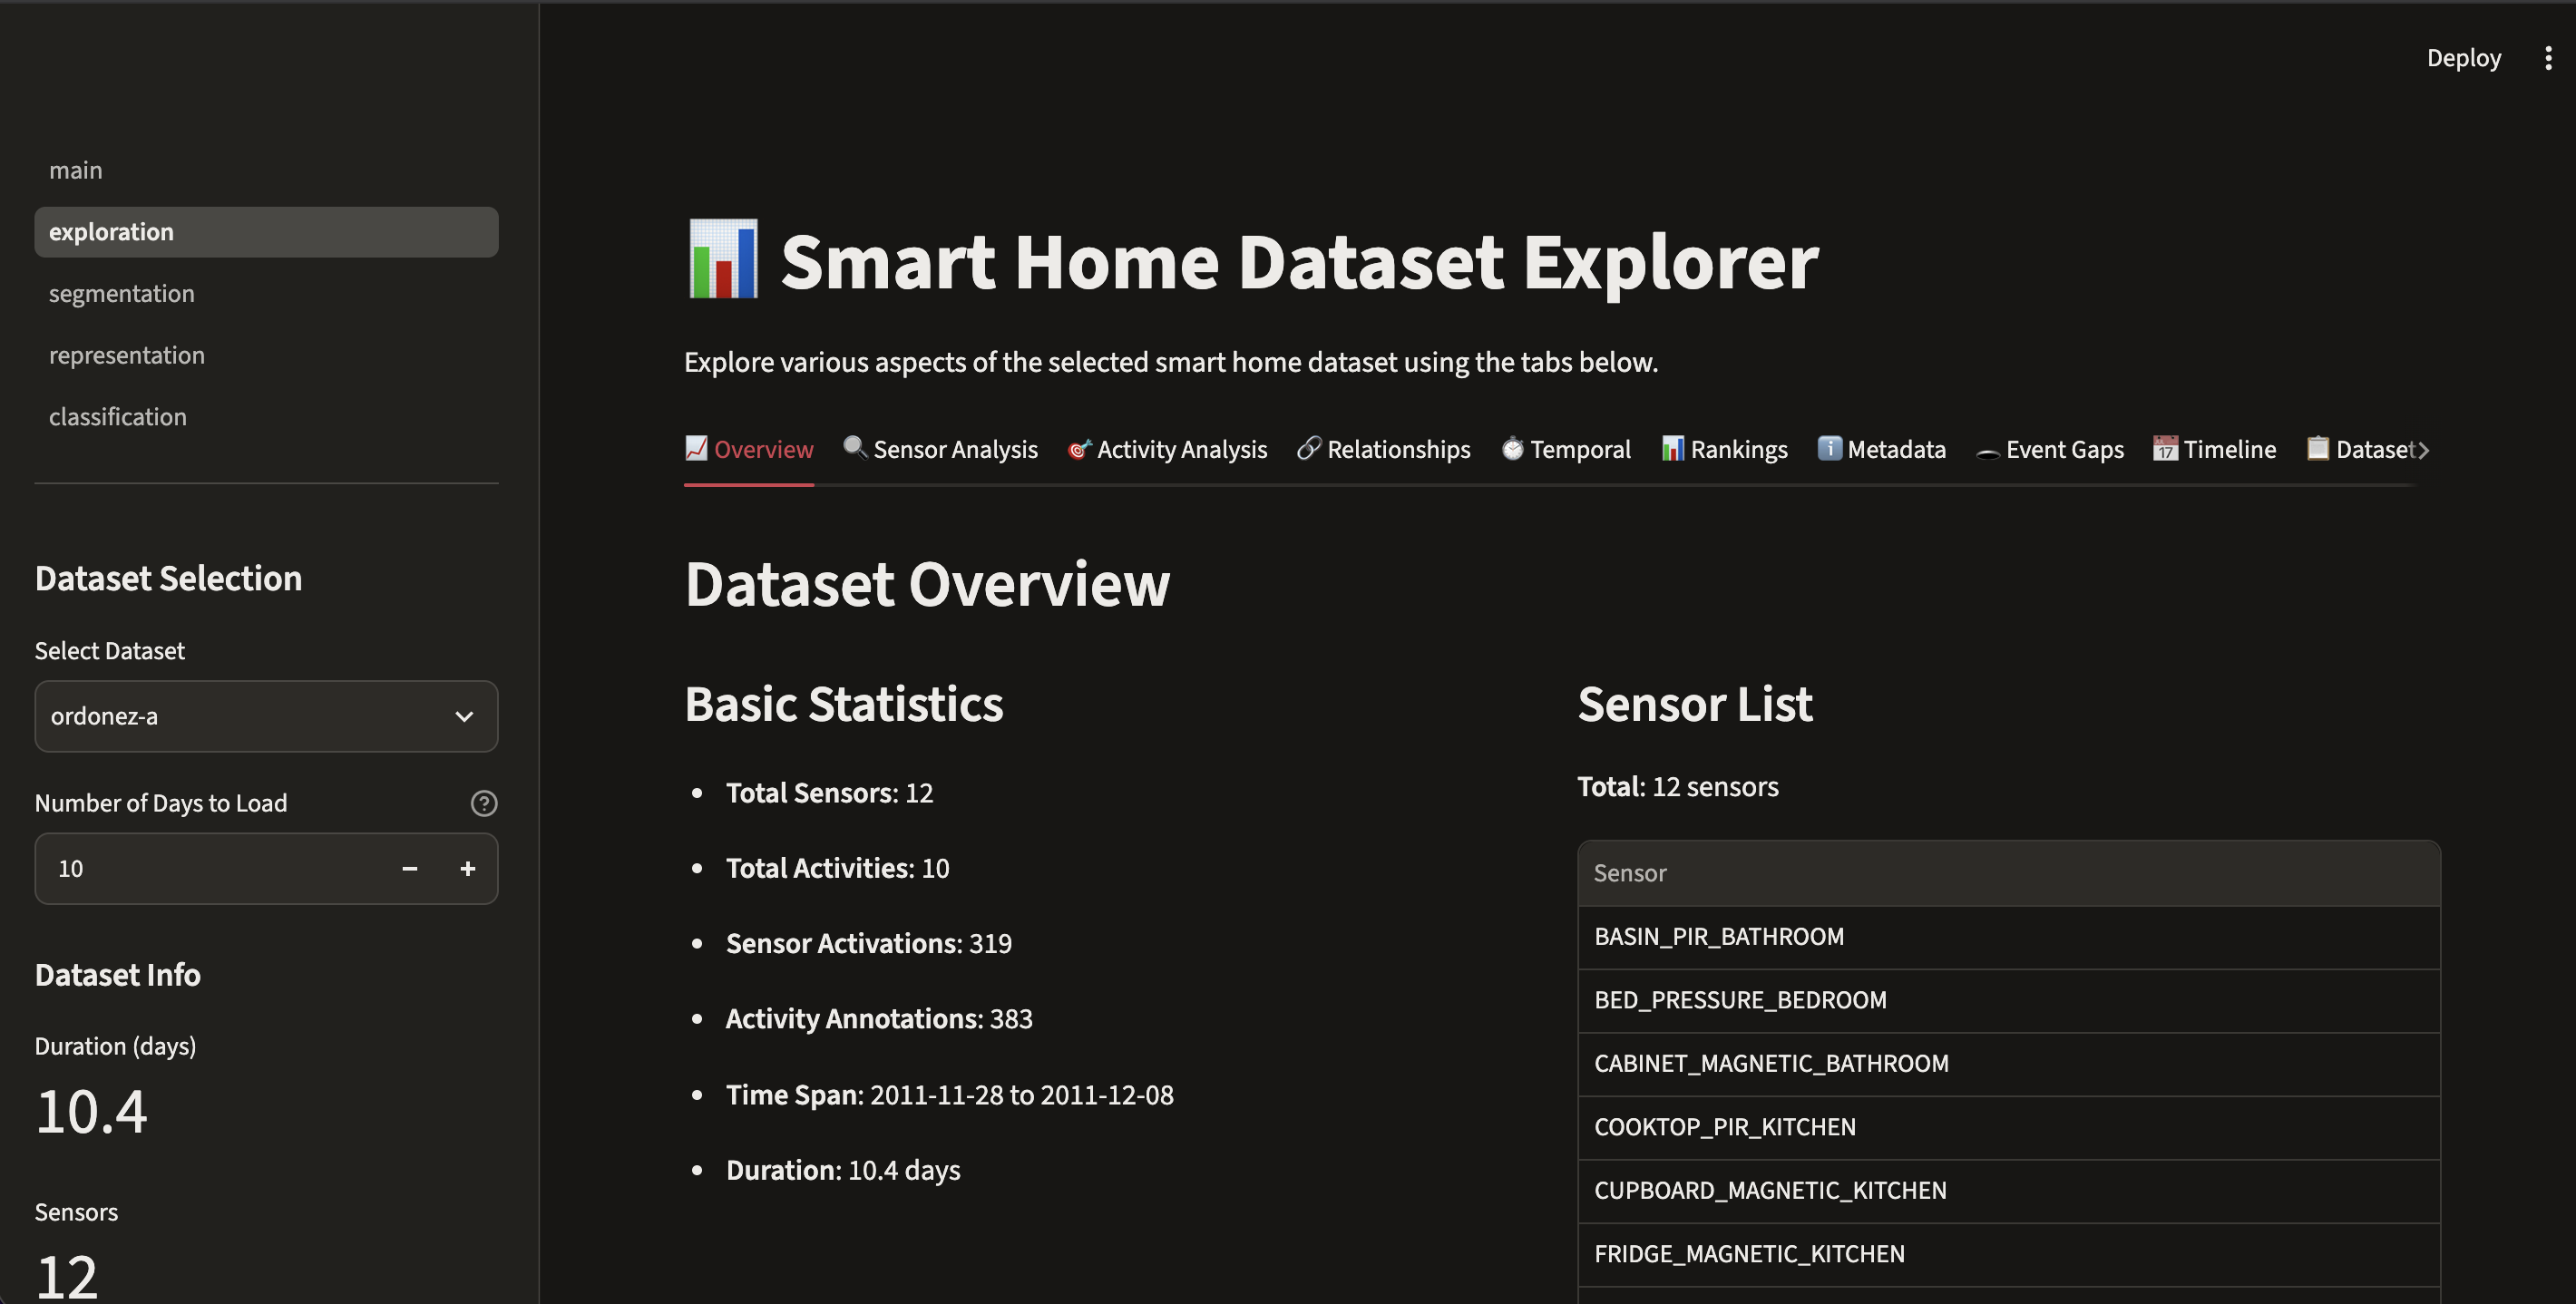 Deploy
main
exploration
segmentation
representation
classification
Dataset Selection
Select Dataset
ordonez-a
Number of Days to Load
10
Dataset Info
Duration (days)
10.4
Sensors
12
Smart Home Dataset Explorer
Explore various aspects of the selected smart home dataset using the tabs below.
Overview Sensor Analysis Activity Analysis Relationships Temporal Rankings Metadata Event Gaps Timeline Dataset
Dataset Overview
Basic Statistics
Total Sensors: 12
Total Activities: 10
Sensor Activations: 319
Activity Annotations: 383
Time Span: 2011-11-28 to 2011-12-08
Duration: 10.4 days
Sensor List
Total: 12 sensors
Sensor
BASIN_PIR_BATHROOM
BED_PRESSURE_BEDROOM
CABINET_MAGNETIC_BATHROOM
COOKTOP_PIR_KITCHEN
CUPBOARD_MAGNETIC_KITCHEN
FRIDGE_MAGNETIC_KITCHEN